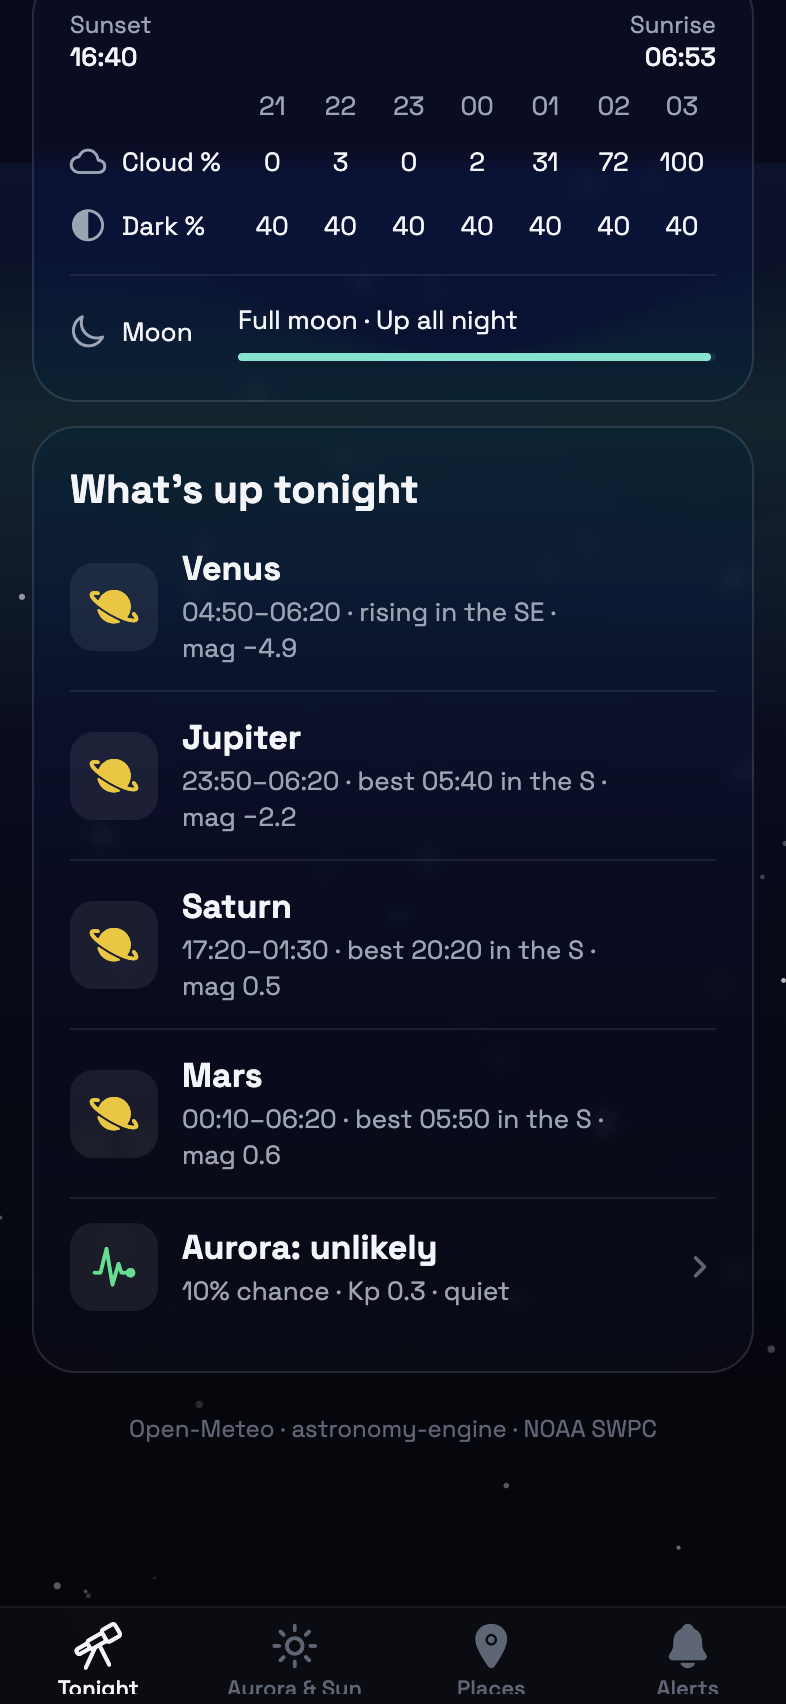 Sunset Sunrise
16:40 06:53
21 22 23 00 01 02 03
Cloud % 0 3 0 2 31 72 100
Dark % 40 40 40 40 40 40 40
Moon Full moon · Up all night
What's up tonight
Venus
04:50–06:20 · rising in the SE ·
mag −4.9
Jupiter
23:50–06:20 · best 05:40 in the S ·
mag −2.2
Saturn
17:20–01:30 · best 20:20 in the S ·
mag 0.5
Mars
00:10–06:20 · best 05:50 in the S ·
mag 0.6
Aurora: unlikely
10% chance · Kp 0.3 · quiet
Open-Meteo · astronomy-engine · NOAA SWPC
Tonight Aurora & Sun Places Alerts